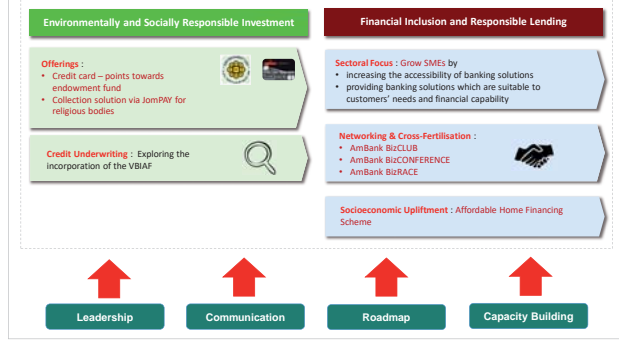 Environmentally and Socially Responsible Investment
Offerings :
• Credit card – points towards
endowment fund
• Collection solution via JomPAY for
religious bodies
Credit Underwriting : Exploring the
incorporation of the VBIAF
Financial Inclusion and Responsible Lending
Sectoral Focus : Grow SMEs by
• increasing the accessibility of banking solutions
• providing banking solutions which are suitable to
customers’ needs and financial capability
Networking & Cross-Fertilisation :
• AmBank BizCLUB
• AmBank BizCONFERENCE
• AmBank BizRACE
Socioeconomic Upliftment : Affordable Home Financing
Scheme
Leadership
Communication
Roadmap
Capacity Building